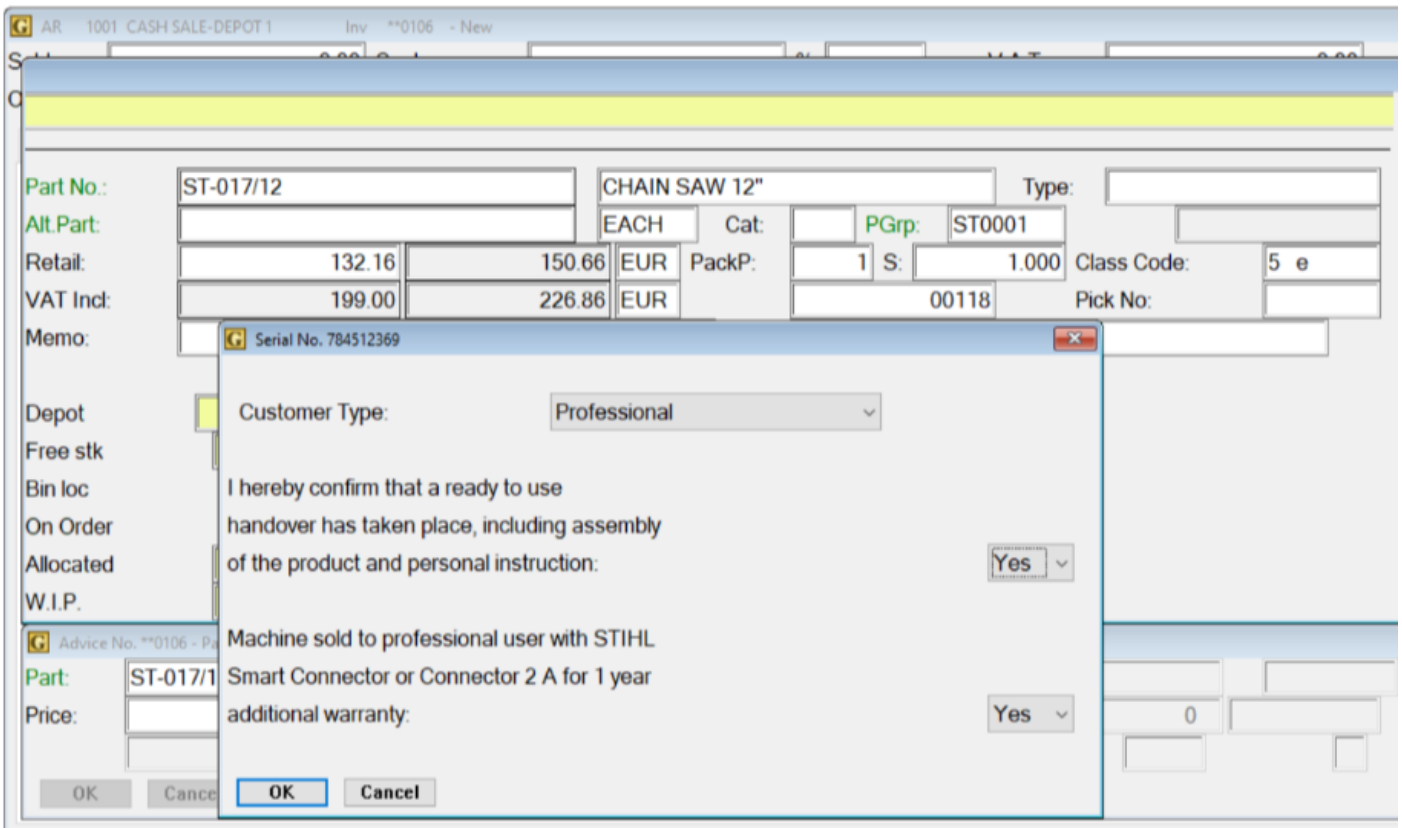 G AR 1001 CASH SALE-DEPOT 1 Inv **0106 - New
Part No.: ST-017/12 CHAIN SAW 12" Type:
Alt.Part: EACH Cat: PGrp: ST0001
Retail: 132.16 150.66 EUR PackP: 1 S: 1.000 Class Code: 5 e
VAT Incl: 199.00 226.86 EUR 00118 Pick No:
Memo:
G Serial No. 784512369
Depot Customer Type: Professional
Free stk
Bin loc I hereby confirm that a ready to use
On Order handover has taken place, including assembly
Allocated of the product and personal instruction: Yes
W.I.P.
G Advice No. **0106 - Pa Machine sold to professional user with STIHL
Part: ST-017/1 Smart Connector or Connector 2 A for 1 year
Price: additional warranty: Yes 0
OK Cance OK Cancel